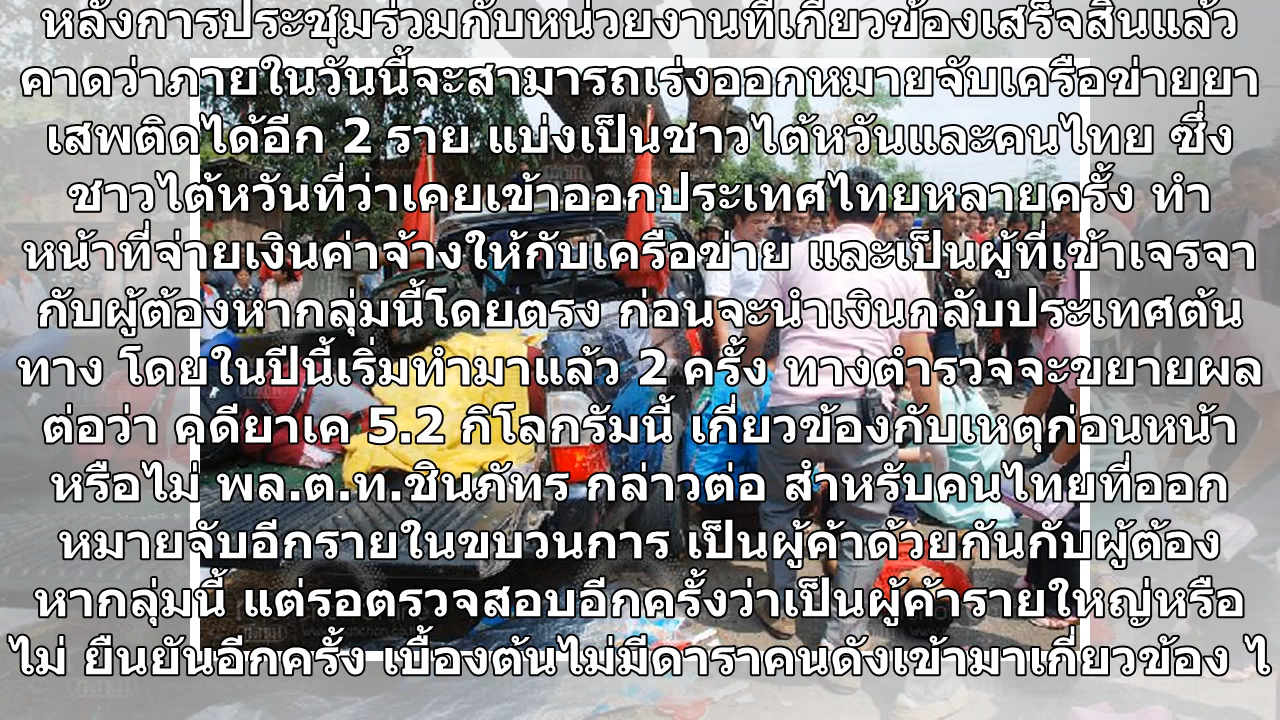 หลังการประชุมร่วมกับหน่วยงานที่เกี่ยวข้องเสร็จสิ้นแล้ว
คาดว่าภายในวันนี้จะสามารถเร่งออกหมายจับเครือข่ายยา
เสพติดได้อีก 2 ราย แบ่งเป็นชาวไต้หวันและคนไทย ซึ่ง
ชาวไต้หวันที่ว่าเคยเข้าออกประเทศไทยหลายครั้ง ทำ
หน้าที่จ่ายเงินค่าจ้างให้กับเครือข่าย และเป็นผู้ที่เข้าเจรจา
กับผู้ต้องหากลุ่มนี้โดยตรง ก่อนจะนำเงินกลับประเทศต้น
ทาง โดยในปีนี้เริ่มทำมาแล้ว 2 ครั้ง ทางตำรวจจะขยายผล
ต่อว่า คดียาเค 5.2 กิโลกรัมนี้ เกี่ยวข้องกับเหตุก่อนหน้า
หรือไม่ พล.ต.ท.ชินภัทร กล่าวต่อ สำหรับคนไทยที่ออก
หมายจับอีกรายในขบวนการ เป็นผู้ค้าด้วยกันกับผู้ต้อง
หากลุ่มนี้ แต่รอตรวจสอบอีกครั้งว่าเป็นผู้ค้ารายใหญ่หรือ
ไม่ ยืนยันอีกครั้ง เบื้องต้นไม่มีดาราคนดังเข้ามาเกี่ยวข้อง ไ